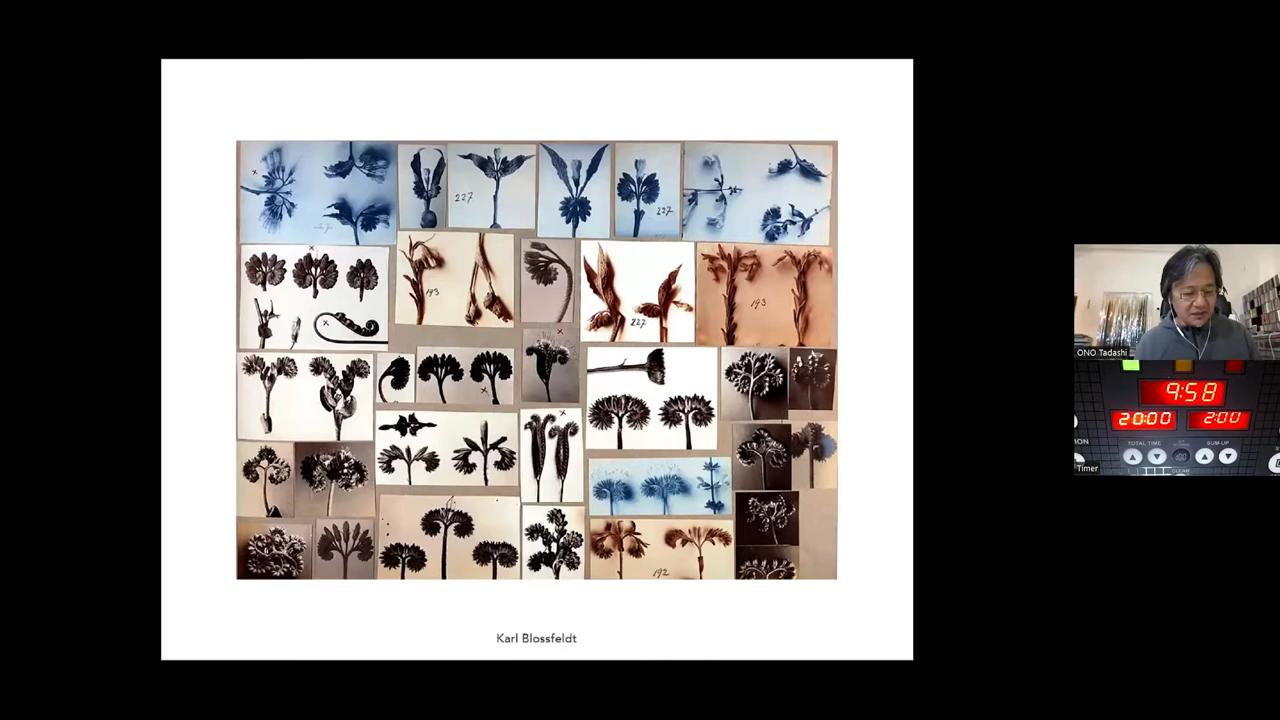 227
227
193
227
193
192
Karl Blossfeldt
ONO Tadashi
9:58
20:00
2:00
TOTAL TIME
SUM-UP
CLEAR
Timer